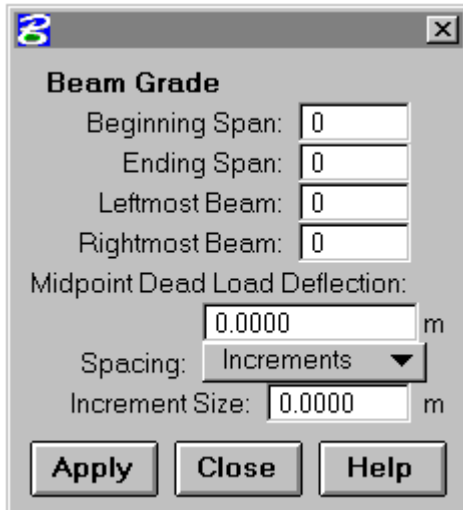 Beam Grade
Beginning Span: 0
Ending Span: 0
Leftmost Beam: 0
Rightmost Beam: 0
Midpoint Dead Load Deflection:
0.0000 m
Spacing: Increments
Increment Size: 0.0000 m
Apply Close Help